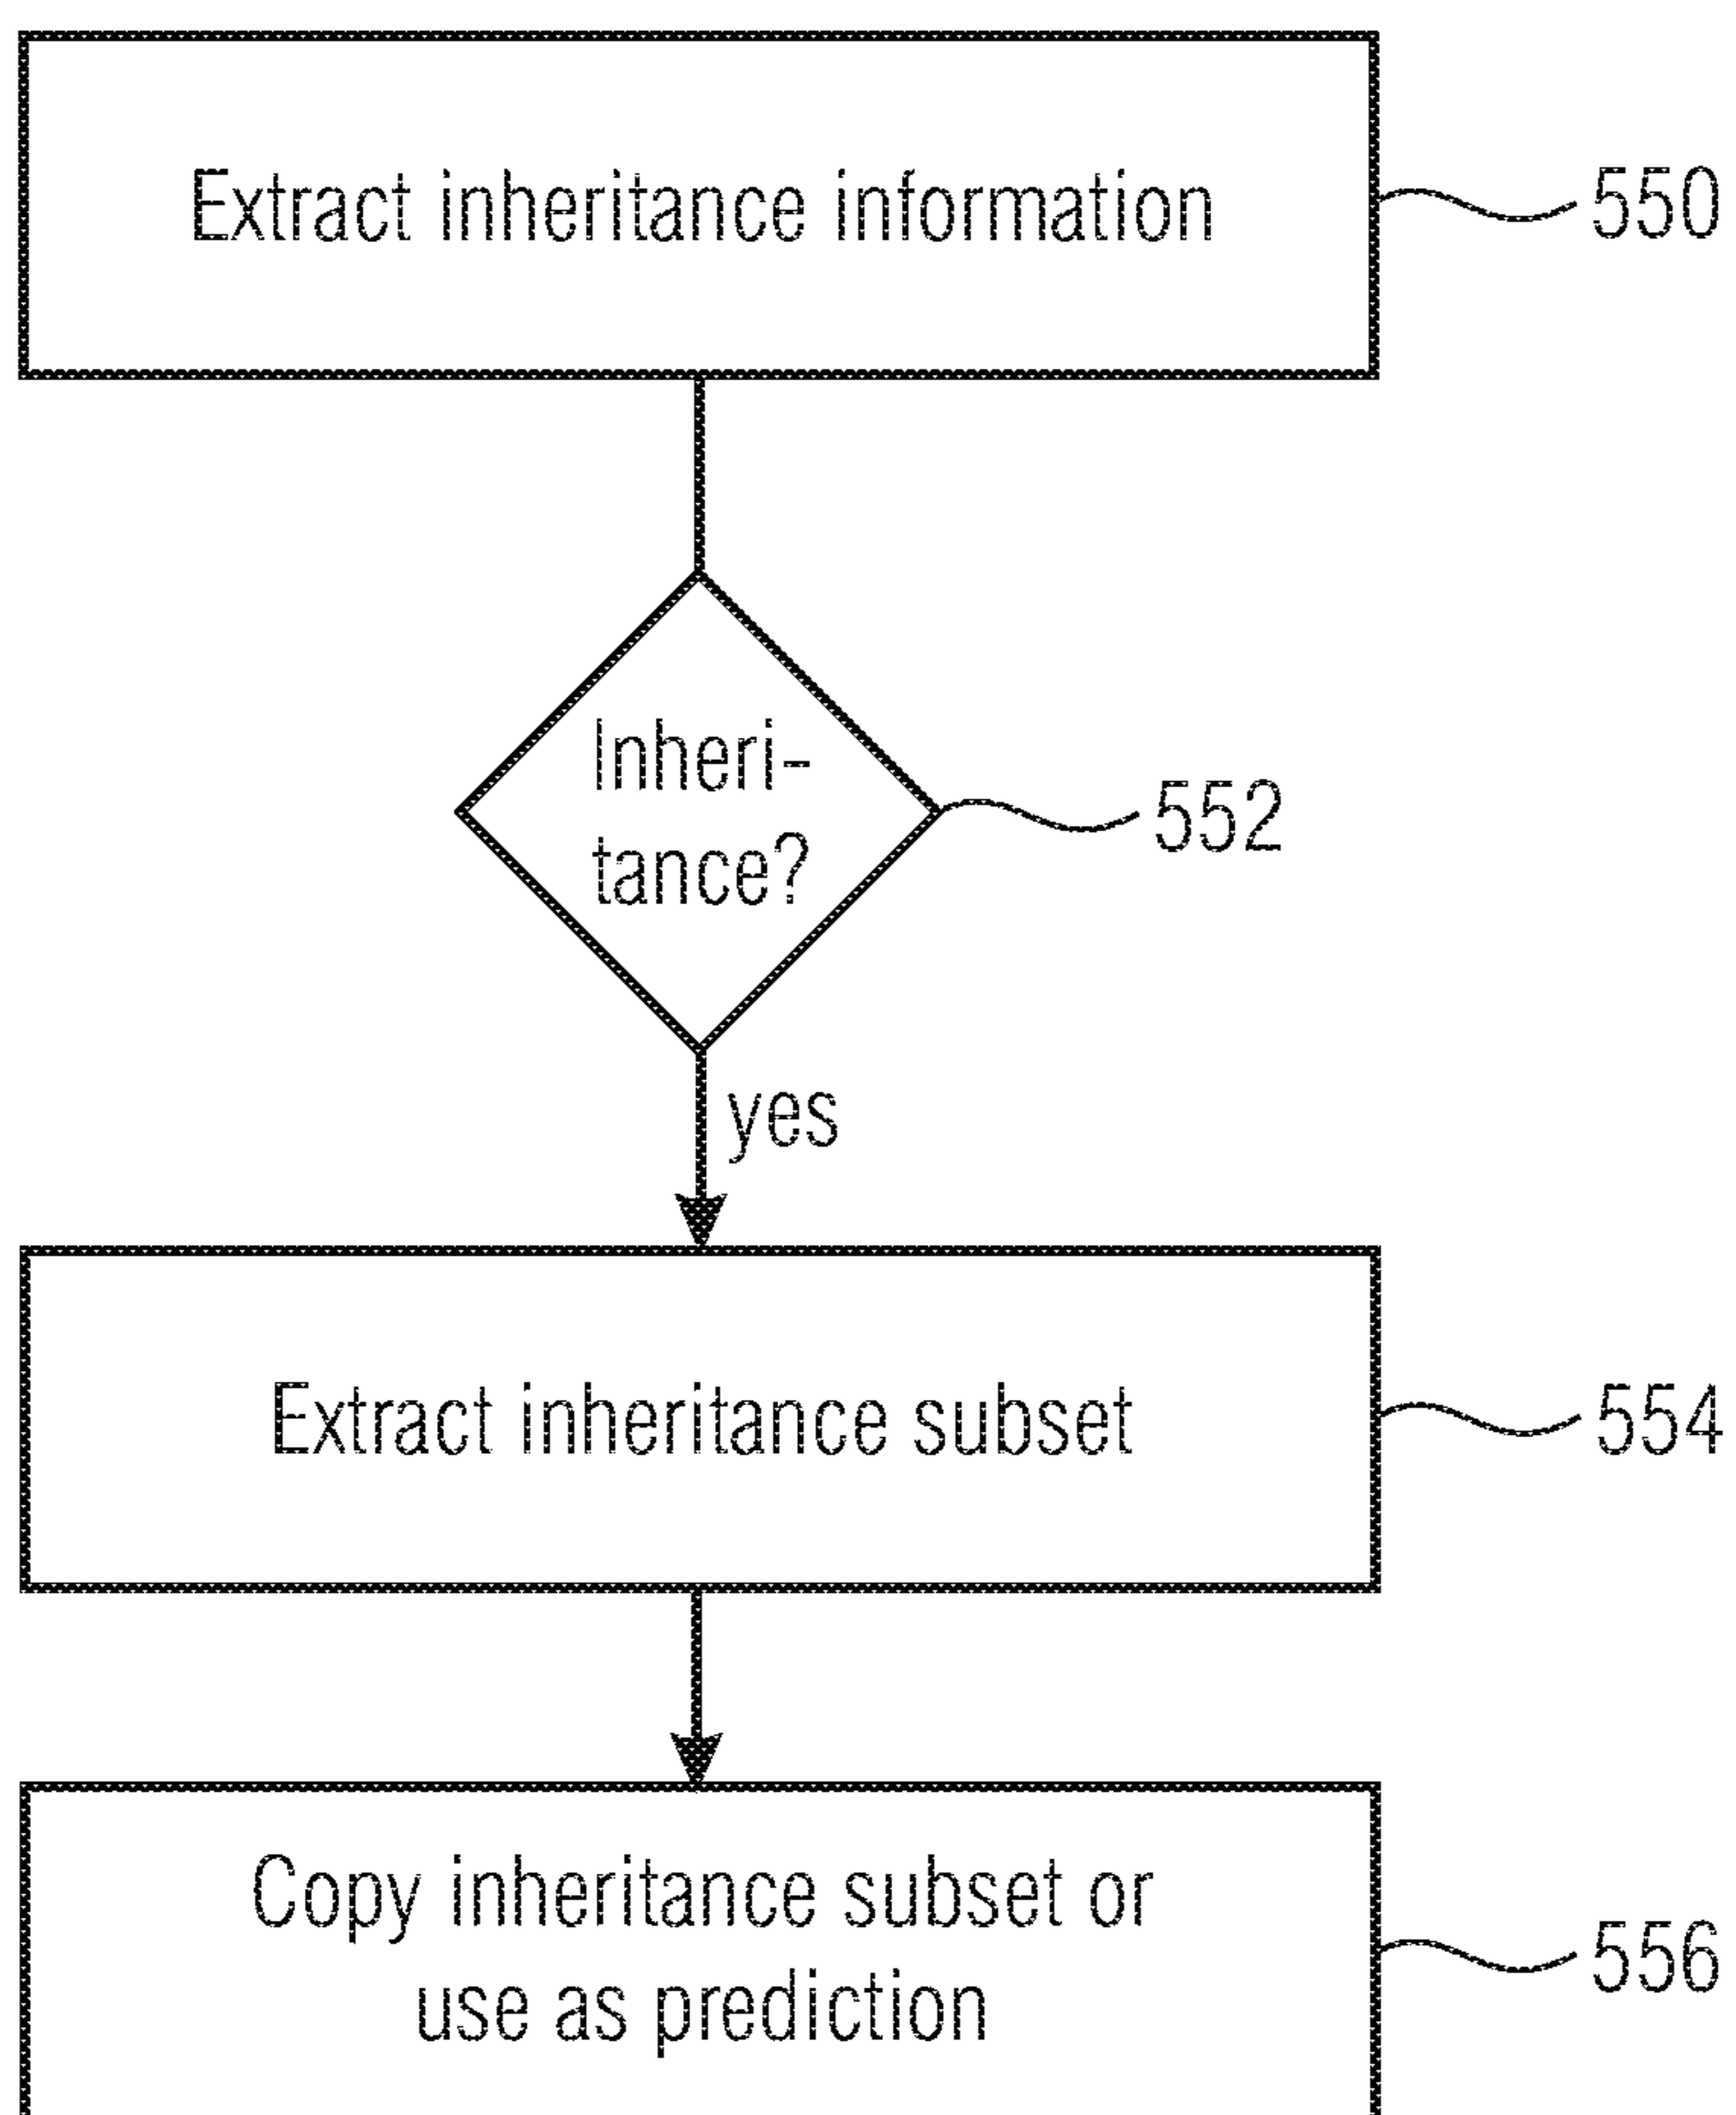 Extract inheritance information
550
Inheri-
tance?
552
yes
Extract inheritance subset
554
Copy inheritance subset or
use as prediction
556